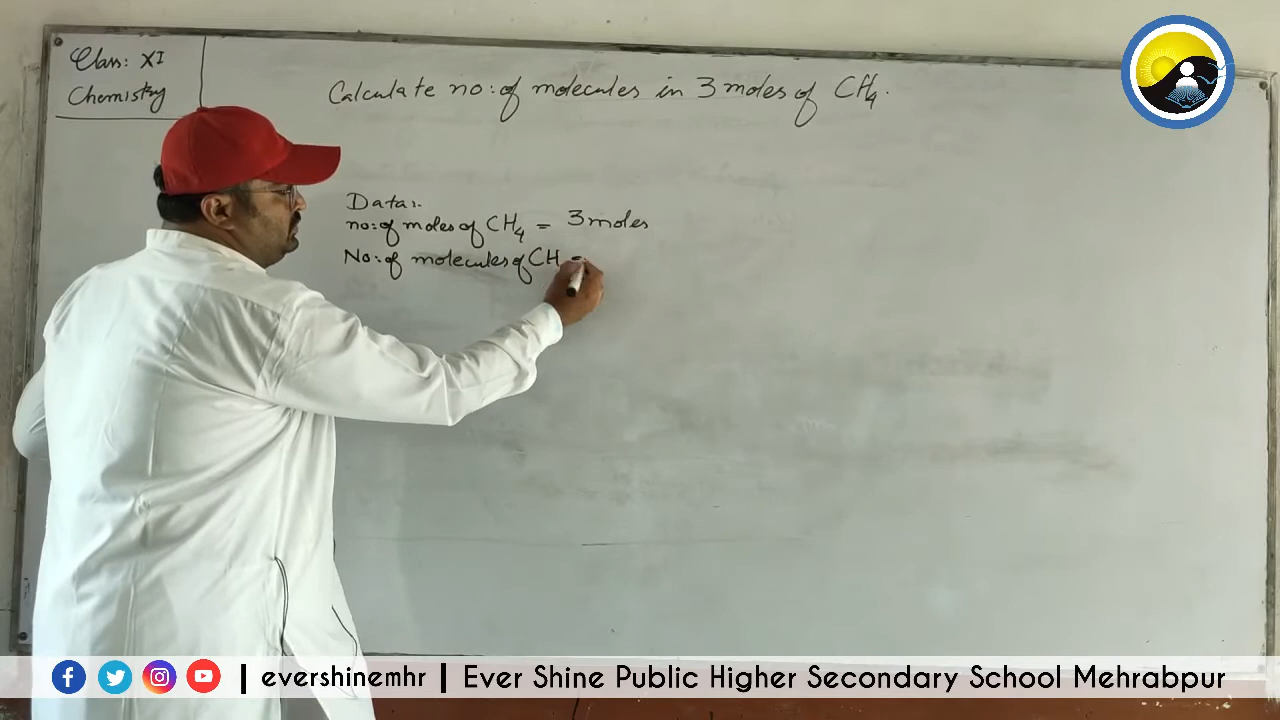 Class: XI
Chemistry
Calculate no: of molecules in 3 moles of CH4.
Data:.
no: of moles of CH4 = 3 moles
No: of molecules of CH =
| evershinemhr | Ever Shine Public Higher Secondary School Mehrabpur